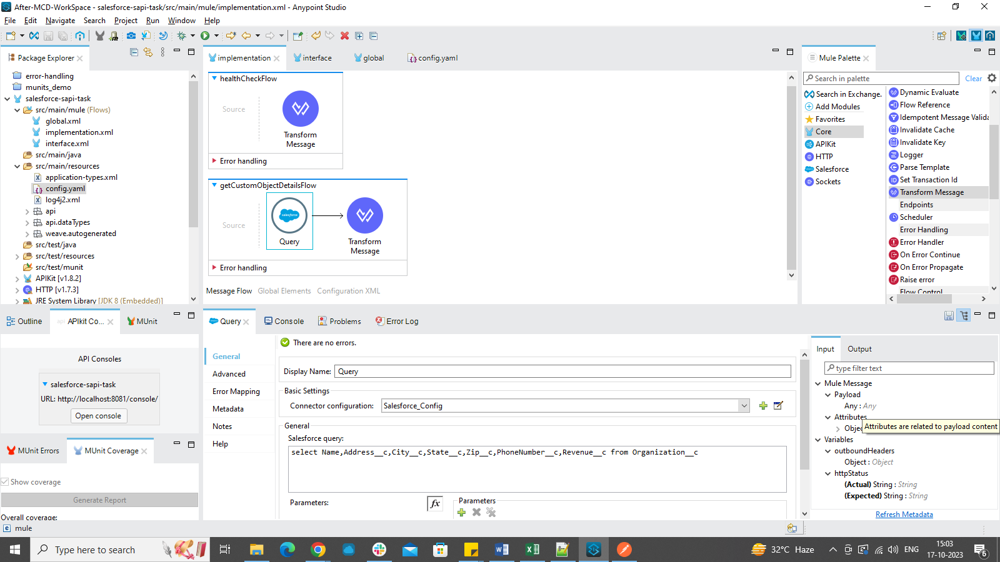 After-MCD-WorkSpace - salesforce-sapi-task/src/main/mule/implementation.xml - Anypoint Studio
File Edit Navigate Search Project Run Window Help
Package Explorer
error-handling
munits_demo
salesforce-sapi-task
src/main/mule (Flows)
global.xml
implementation.xml
interface.xml
src/main/java
src/main/resources
application-types.xml
config.yaml
log4j2.xml
api
api.dataTypes
weave.autogenerated
src/test/java
src/test/resources
src/test/munit
APIKit [v1.8.2]
HTTP [v1.7.3]
JRE System Library [JDK 8 (Embedded)]
implementation interface global config.yaml
healthCheckFlow
Source
Transform
Message
Error handling
getCustomObjectDetailsFlow
Source
salesforce
Query
Transform
Message
Error handling
Message Flow Global Elements Configuration XML
Mule Palette
Search in palette
Clear
Search in Exchange.
Add Modules
Favorites
Core
APIKit
HTTP
Salesforce
Sockets
Dynamic Evaluate
Flow Reference
Idempotent Message Valida
Invalidate Cache
Invalidate Key
Logger
Parse Template
Set Transaction Id
Transform Message
Endpoints
Scheduler
Error Handling
Error Handler
On Error Continue
On Error Propagate
Raise error
Flow Control
Outline APIkit Co... MUnit
API Consoles
salesforce-sapi-task
URL: http://localhost:8081/console/
Open console
MUnit Errors MUnit Coverage
Show coverage
Generate Report
Overall coverage:
Query Console Problems Error Log
There are no errors.
General
Advanced
Error Mapping
Metadata
Notes
Help
Display Name: Query
Basic Settings
Connector configuration: Salesforce_Config
General
Salesforce query:
select Name,Address__c,City__c,State__c,Zip__c,PhoneNumber__c,Revenue__c from Organization__c
Parameters:
fx
Parameters
Input Output
type filter text
Mule Message
Payload
Any : Any
Attributes
Objec
Attributes are related to payload content
Variables
outboundHeaders
Object : Object
httpStatus
(Actual) String : String
(Expected) String : String
Refresh Metadata
mule
Type here to search
32°C Haze
ENG
15:03
17-10-2023
6